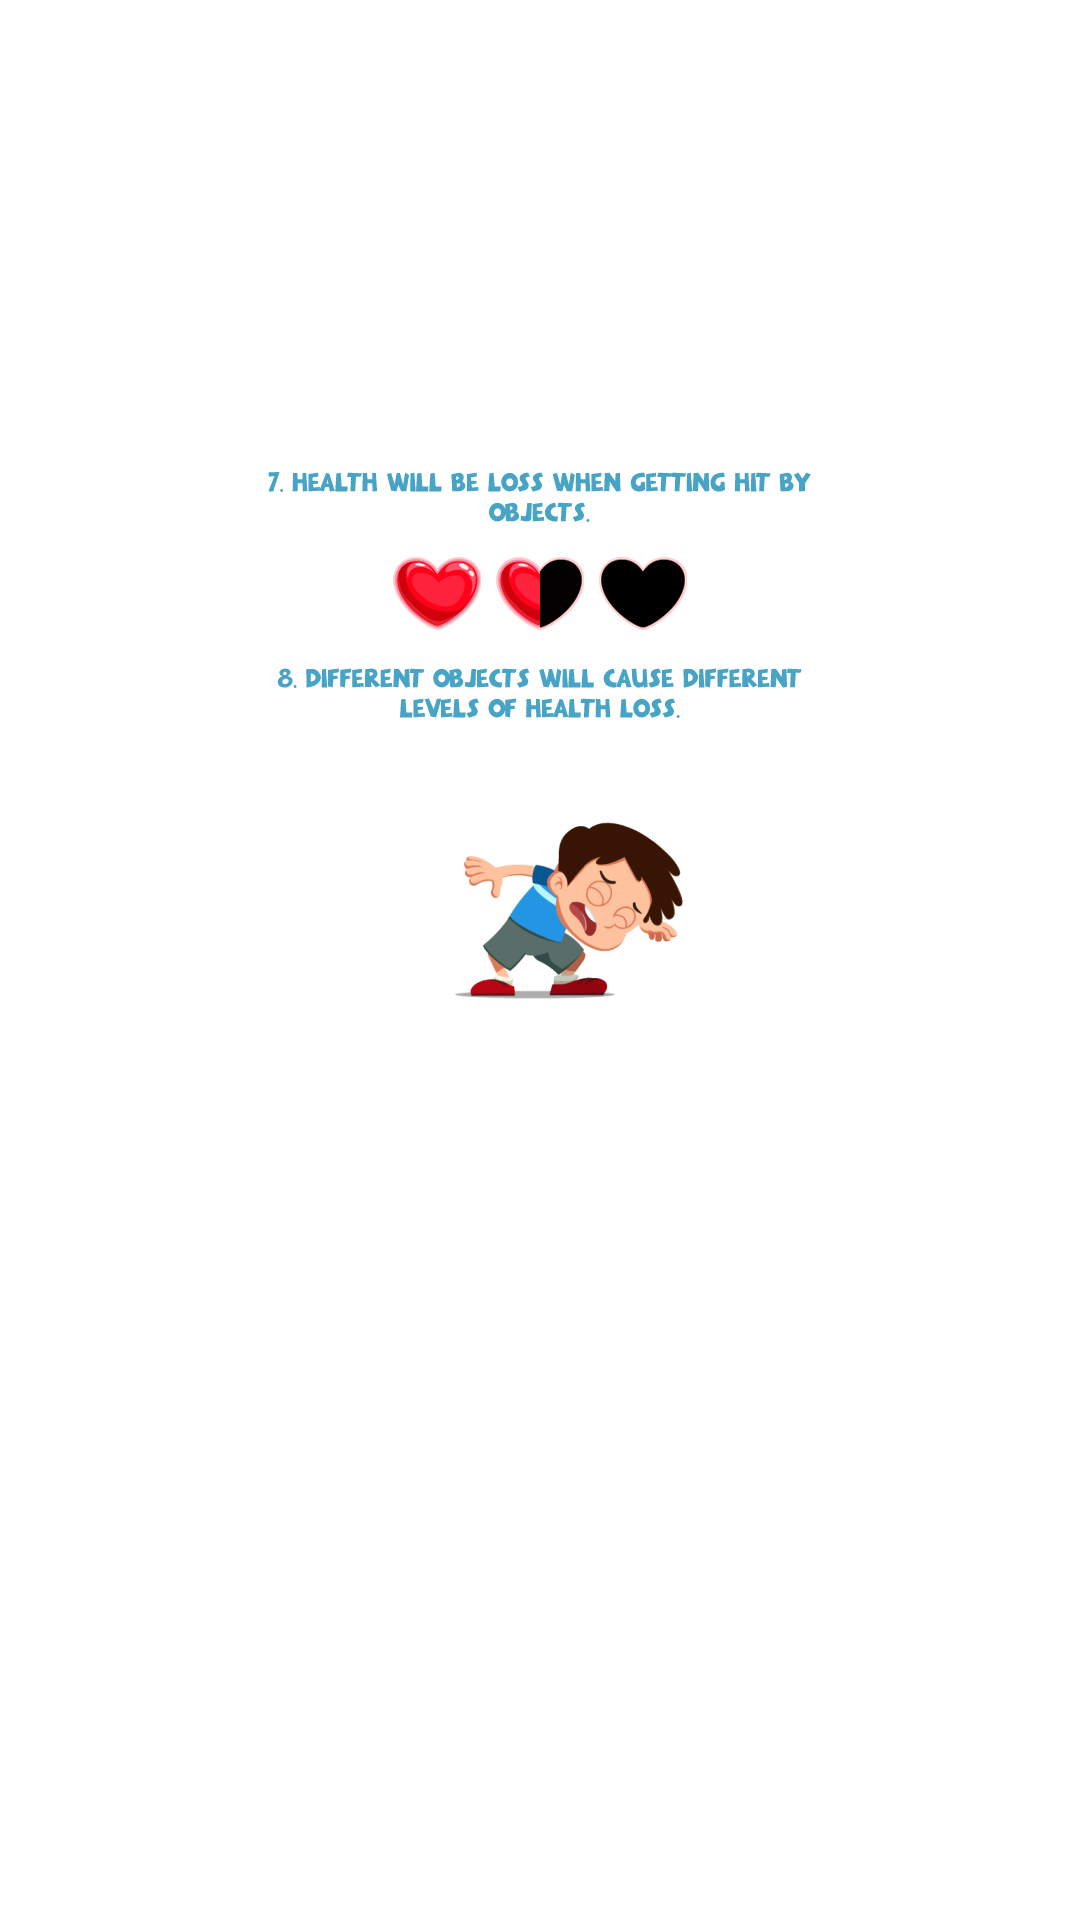 7. HEALTH WILL BE LOSS WHEN GETTING HIT BY
OBJECTS.
8. DIFFERENT OBJECTS WILL CAUSE DIFFERENT
LEVELS OF HEALTH LOSS.